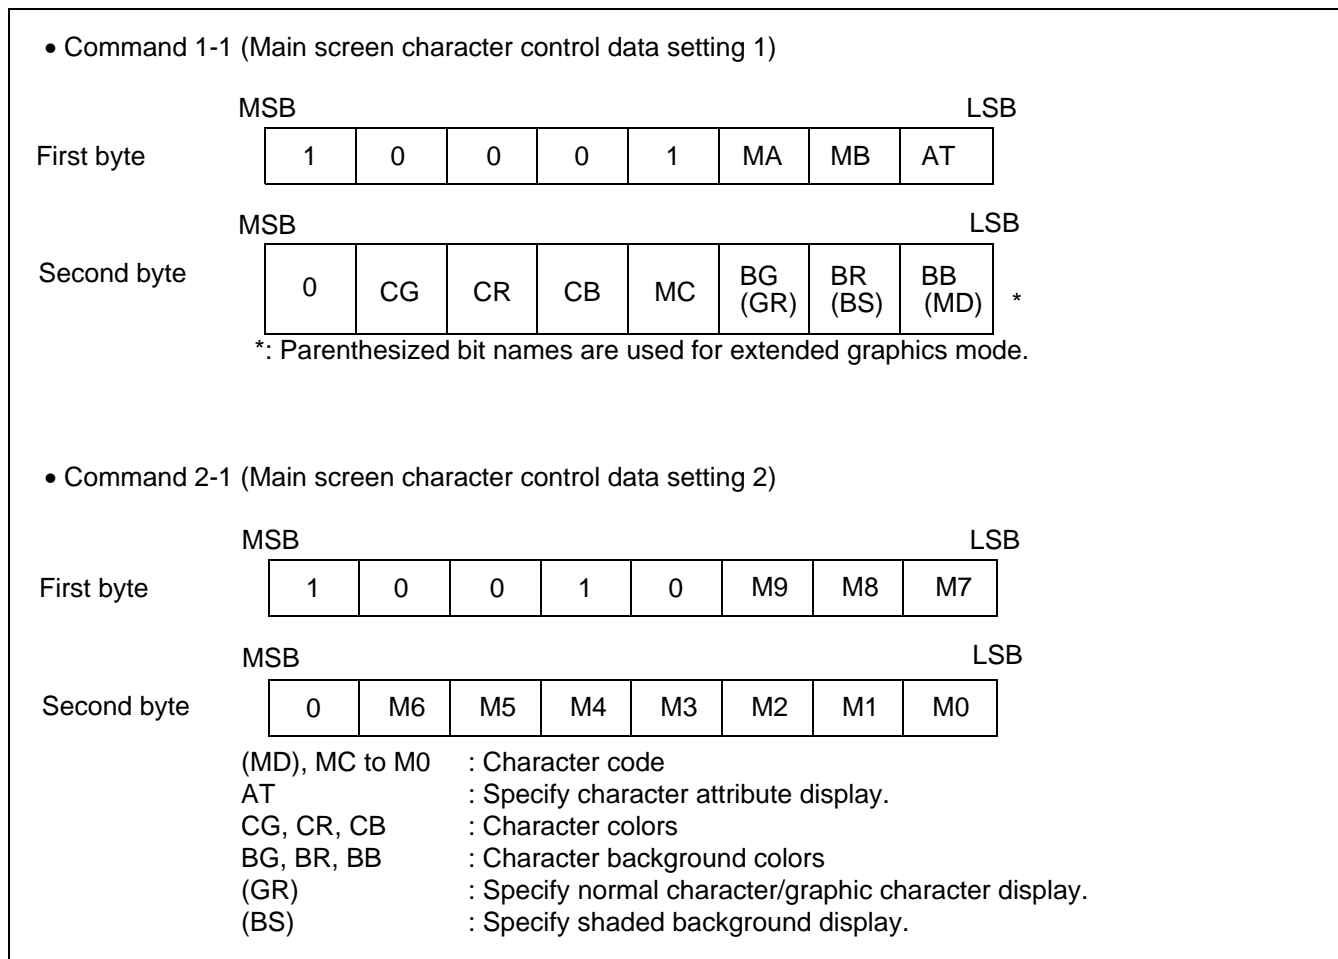 • Command 1-1 (Main screen character control data setting 1)
MSB LSB
First byte 1 0 0 0 1 MA MB AT
MSB LSB
Second byte 0 CG CR CB MC BG (GR) BR (BS) BB (MD) *
*: Parenthesized bit names are used for extended graphics mode.
• Command 2-1 (Main screen character control data setting 2)
MSB LSB
First byte 1 0 0 1 0 M9 M8 M7
MSB LSB
Second byte 0 M6 M5 M4 M3 M2 M1 M0
(MD), MC to M0 : Character code
AT : Specify character attribute display.
CG, CR, CB : Character colors
BG, BR, BB : Character background colors
(GR) : Specify normal character/graphic character display.
(BS) : Specify shaded background display.